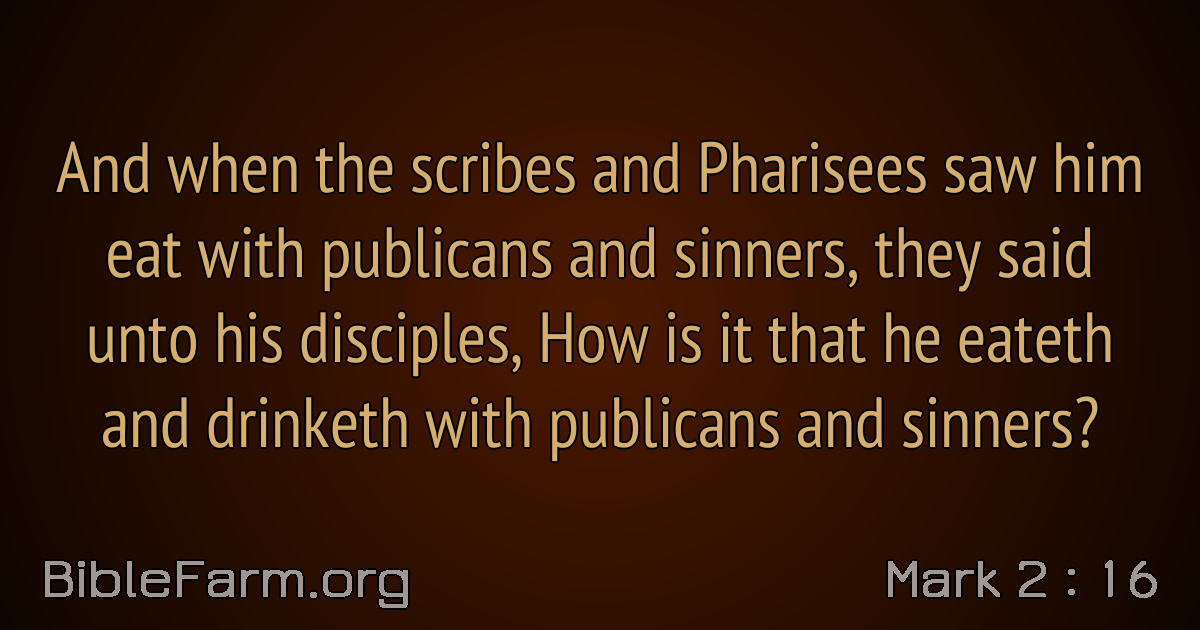 And when the scribes and Pharisees saw him
eat with publicans and sinners, they said
unto his disciples, How is it that he eateth
and drinketh with publicans and sinners?
BibleFarm.org
Mark 2 : 16